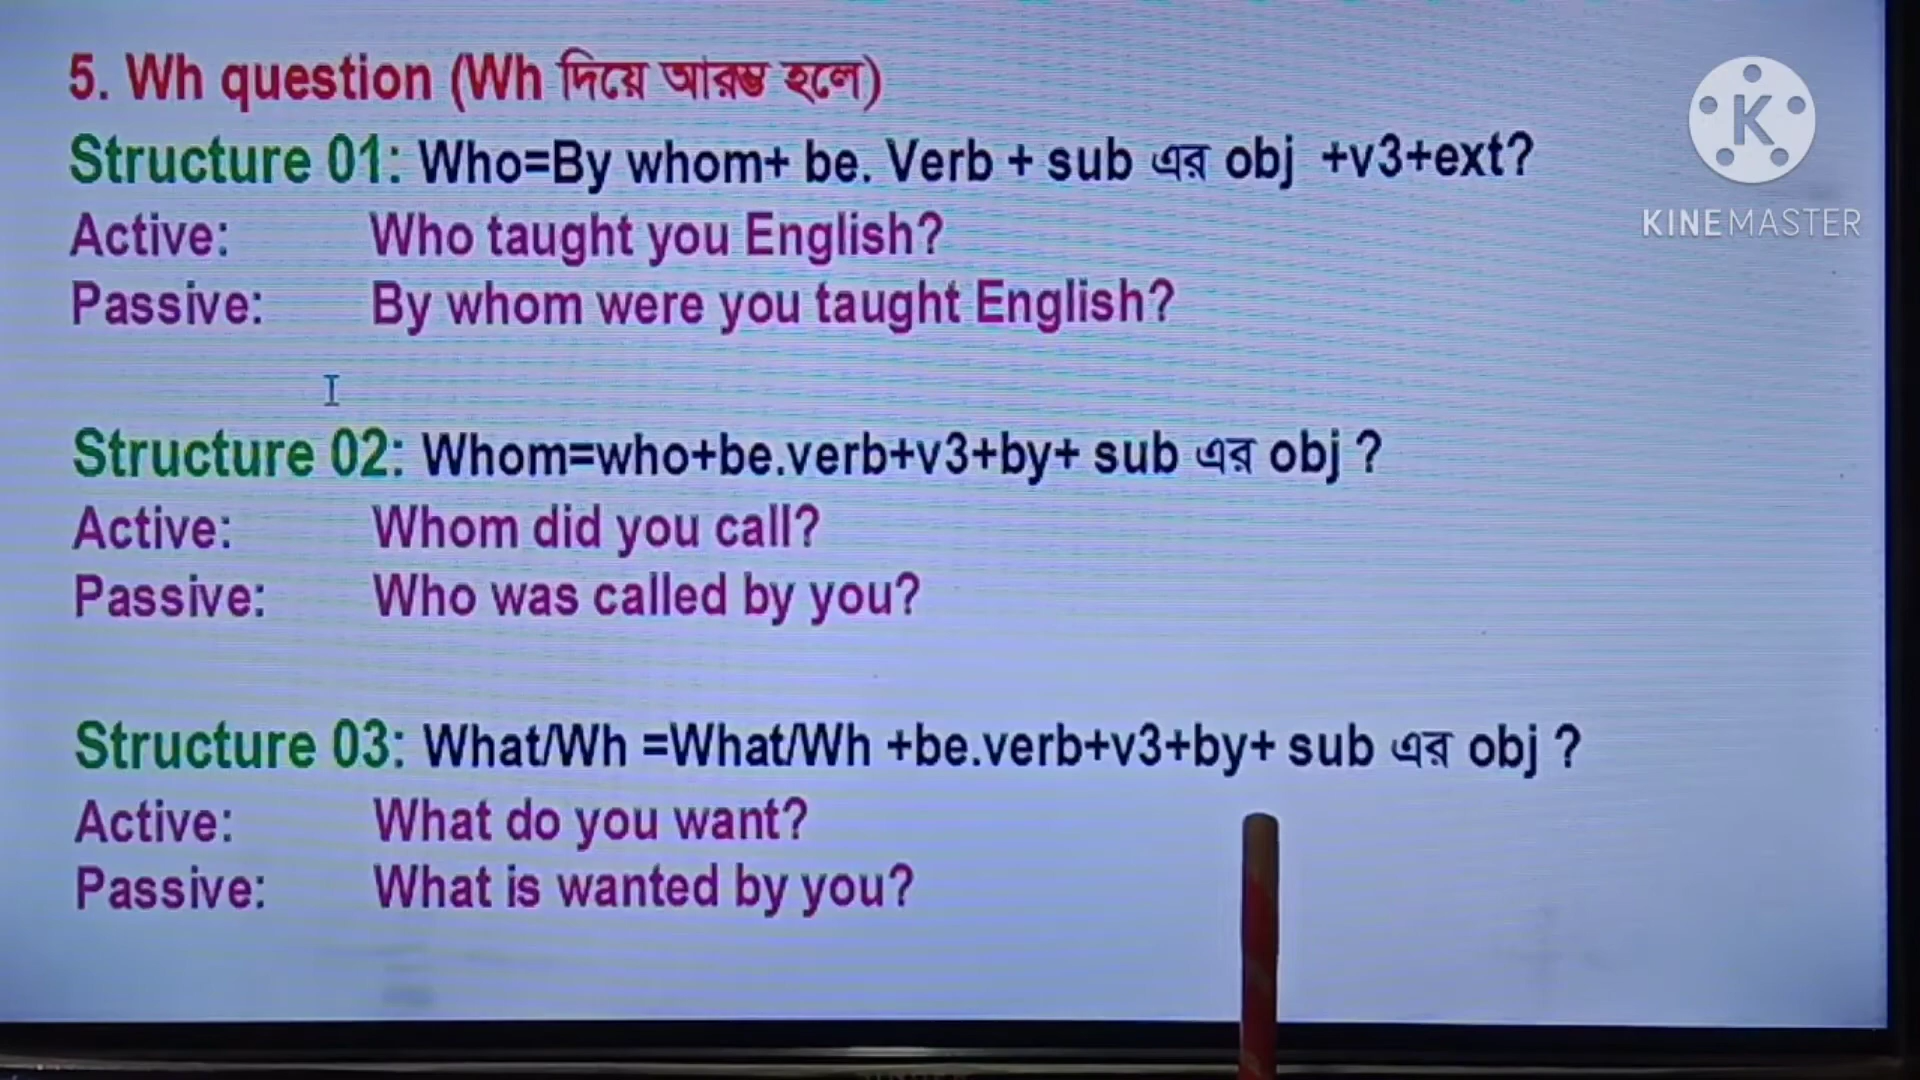 5. Wh question (Wh দিয়ে আরম্ভ হলে)
Structure 01: Who=By whom+ be. Verb + sub এর obj +v3+ext?
Active: Who taught you English?
Passive: By whom were you taught English?
Structure 02: Whom=who+be.verb+v3+by+ sub এর obj ?
Active: Whom did you call?
Passive: Who was called by you?
Structure 03: What/Wh =What/Wh +be.verb+v3+by+ sub এর obj ?
Active: What do you want?
Passive: What is wanted by you?
K
KINEMASTER